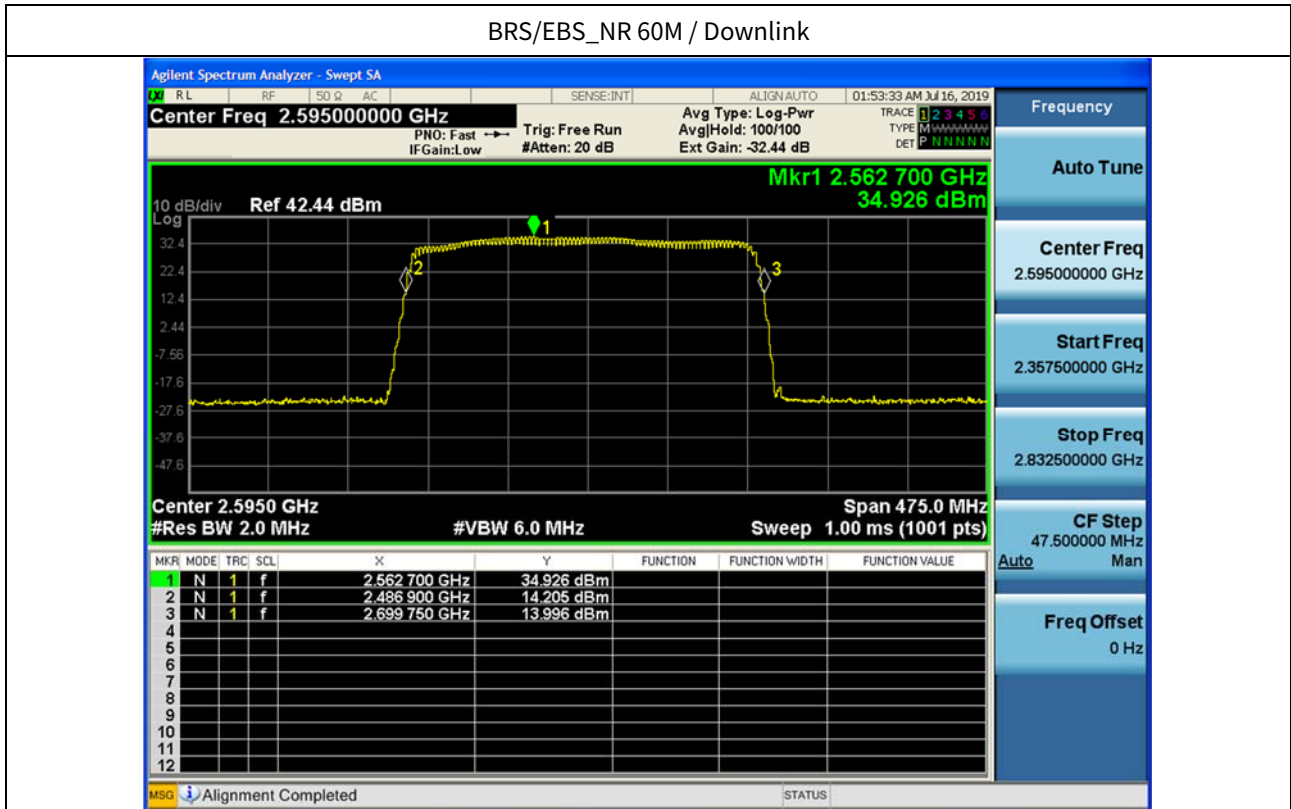 BRS/EBS_NR 60M / Downlink
Agilent Spectrum Analyzer - Swept SA
LXI RL RF 50 Ω AC SENSE:INT ALIGN AUTO 01:53:33 AM Jul 16, 2019
Center Freq 2.595000000 GHz
PNO: Fast
IFGain:Low
Trig: Free Run
#Atten: 20 dB
Avg Type: Log-Pwr
Avg|Hold: 100/100
Ext Gain: -32.44 dB
TRACE 1 2 3 4 5 6
TYPE M WWWWW
DET P N N N N N
Mkr1 2.562 700 GHz
34.926 dBm
10 dB/div Ref 42.44 dBm
Log
32.4
22.4
12.4
2.44
-7.56
-17.6
-27.6
-37.6
-47.6
1
2
3
Center 2.5950 GHz Span 475.0 MHz
#Res BW 2.0 MHz #VBW 6.0 MHz Sweep 1.00 ms (1001 pts)
MKR MODE TRC SCL X Y FUNCTION FUNCTION WIDTH FUNCTION VALUE
1 N 1 f 2.562 700 GHz 34.926 dBm
2 N 1 f 2.486 900 GHz 14.205 dBm
3 N 1 f 2.699 750 GHz 13.996 dBm
4
5
6
7
8
9
10
11
12
MSG Alignment Completed STATUS
Frequency
Auto Tune
Center Freq
2.595000000 GHz
Start Freq
2.357500000 GHz
Stop Freq
2.832500000 GHz
CF Step
47.500000 MHz
Auto Man
Freq Offset
0 Hz